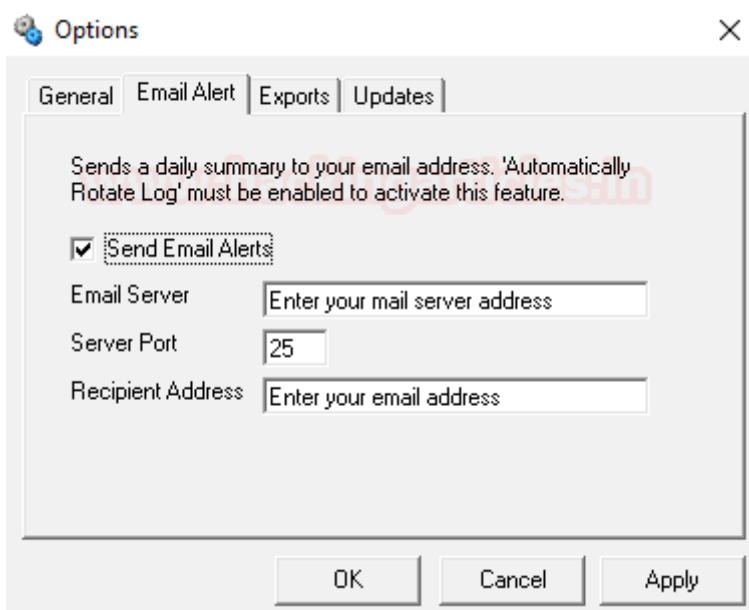 Options
General Email Alert Exports Updates
Sends a daily summary to your email address. 'Automatically
Rotate Log' must be enabled to activate this feature.
Send Email Alerts
Email Server Enter your mail server address
Server Port 25
Recipient Address Enter your email address
OK Cancel Apply